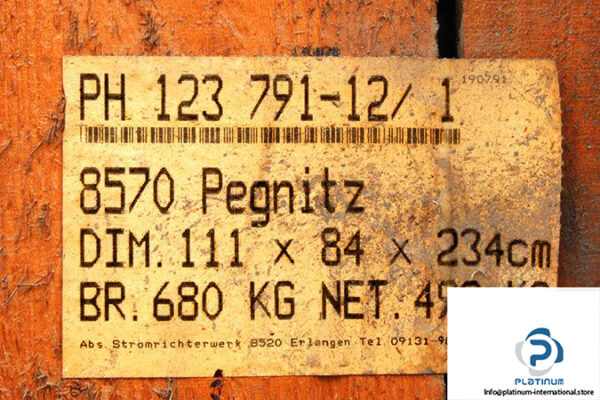 PH 123 791-12/ 1
190791
8570 Pegnitz
DIM. 111 x 84 x 234cm
BR. 680 KG NET.
Abs. Stromrichterwerk 8520 Erlangen Tel.
PLATINUM
info@platinum-international.store